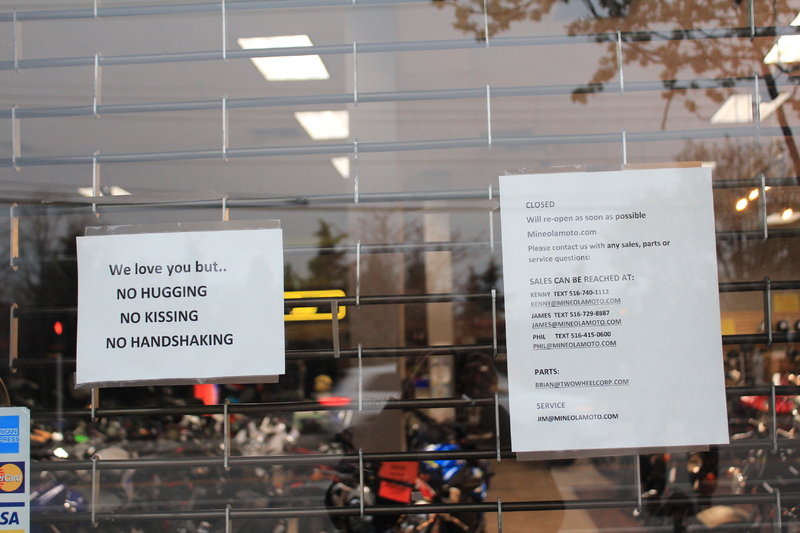 We love you but..
NO HUGGING
NO KISSING
NO HANDSHAKING
CLOSED
Will re-open as soon as possible
Mineolamoto.com
Please contact us with any sales, parts or
service questions:
SALES CAN BE REACHED AT:
KENNY TEXT 516-740-1112
KENNY@MINEOLAMOTO.COM
JAMES TEXT 516-729-8887
JAMES@MINEOLAMOTO.COM
PHIL TEXT 516-415-0600
PHIL@MINEOLAMOTO.COM
PARTS:
BRIAN@TWOWHEELCORP.COM
SERVICE
JIM@MINEOLAMOTO.COM
VISA